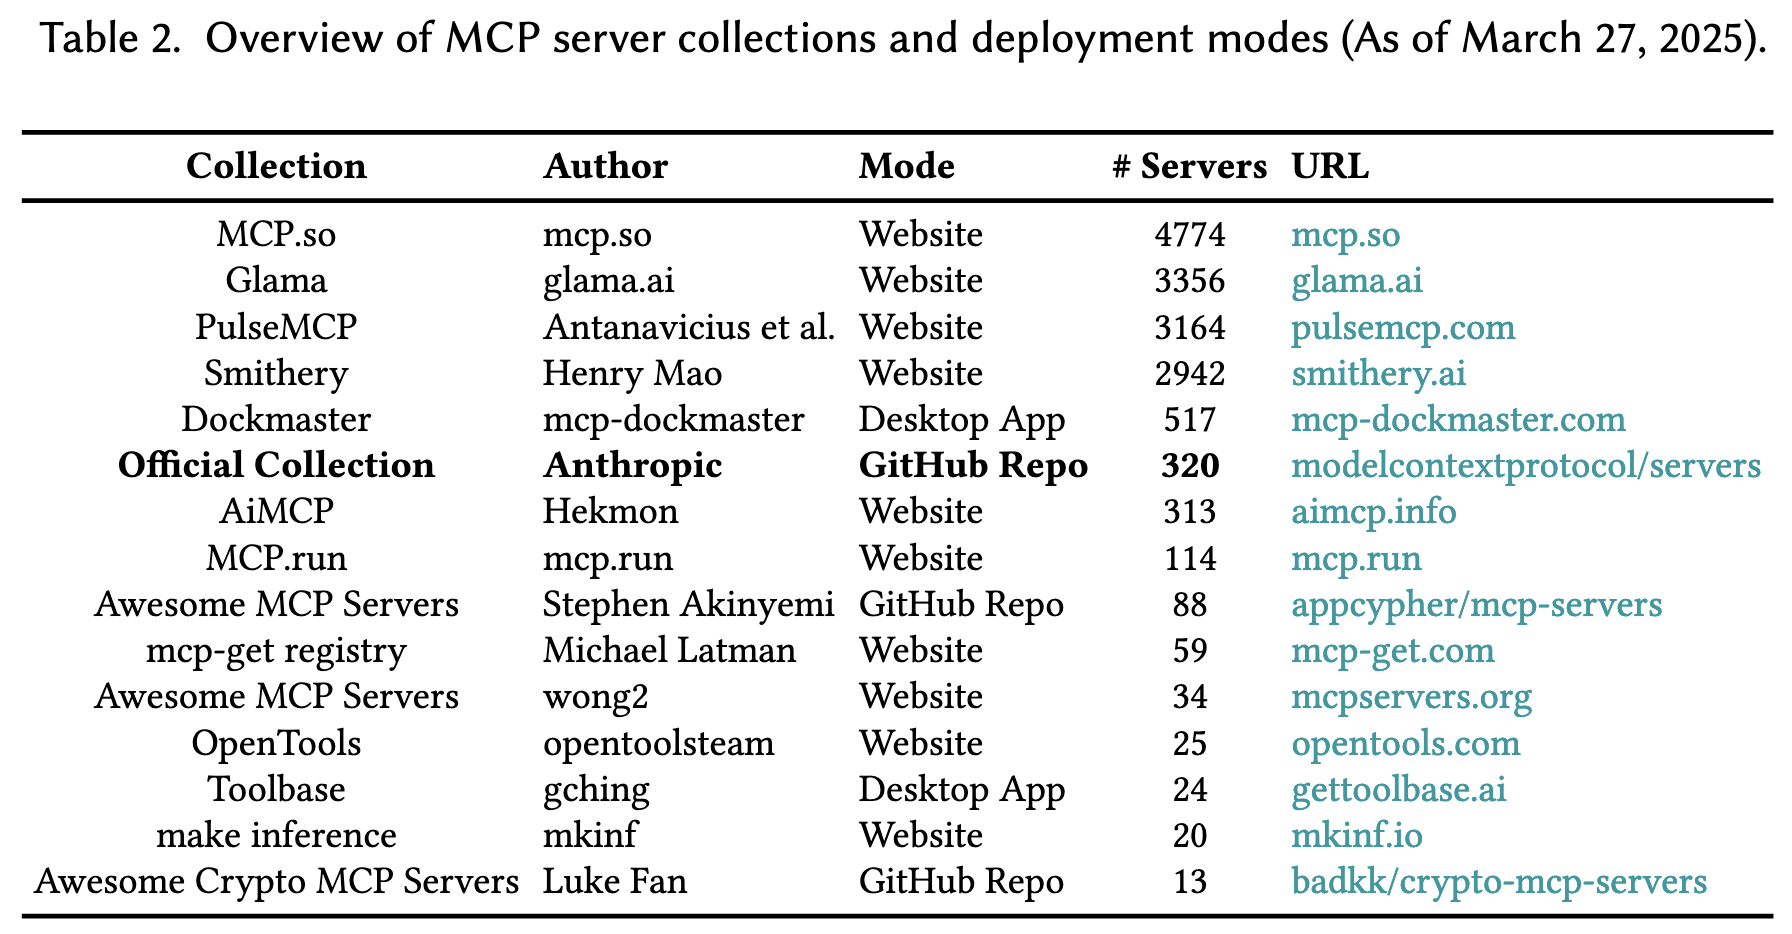 Table 2. Overview of MCP server collections and deployment modes (As of March 27, 2025).
Collection Author Mode # Servers URL
MCP.so mcp.so Website 4774 mcp.so
Glama glama.ai Website 3356 glama.ai
PulseMCP Antanavicius et al. Website 3164 pulsemcp.com
Smithery Henry Mao Website 2942 smithery.ai
Dockmaster mcp-dockmaster Desktop App 517 mcp-dockmaster.com
Official Collection Anthropic GitHub Repo 320 modelcontextprotocol/servers
AiMCP Hekmon Website 313 aimcp.info
MCP.run mcp.run Website 114 mcp.run
Awesome MCP Servers Stephen Akinyemi GitHub Repo 88 appcypher/mcp-servers
mcp-get registry Michael Latman Website 59 mcp-get.com
Awesome MCP Servers wong2 Website 34 mcpservers.org
OpenTools opentoolsteam Website 25 opentools.com
Toolbase gching Desktop App 24 gettoolbase.ai
make inference mkinf Website 20 mkinf.io
Awesome Crypto MCP Servers Luke Fan GitHub Repo 13 badkk/crypto-mcp-servers